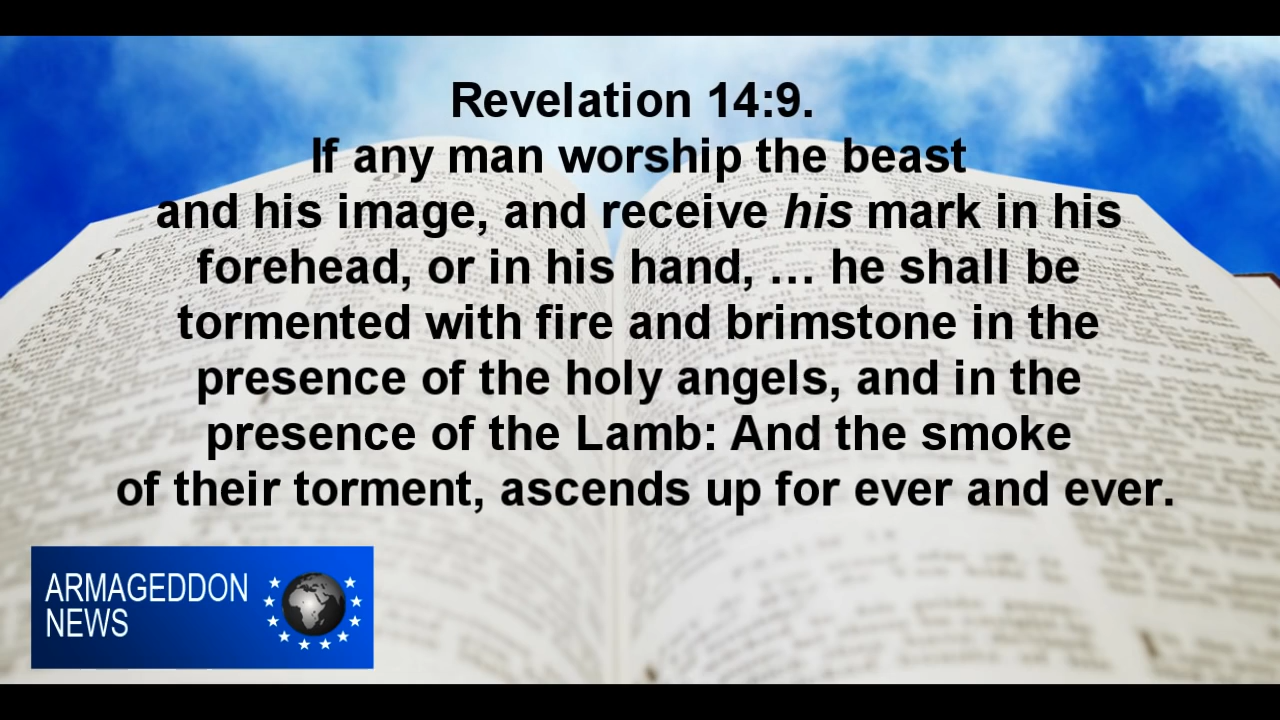 Revelation 14:9.
If any man worship the beast
and his image, and receive his mark in his
forehead, or in his hand, … he shall be
tormented with fire and brimstone in the
presence of the holy angels, and in the
presence of the Lamb: And the smoke
of their torment, ascends up for ever and ever.
ARMAGEDDON
NEWS